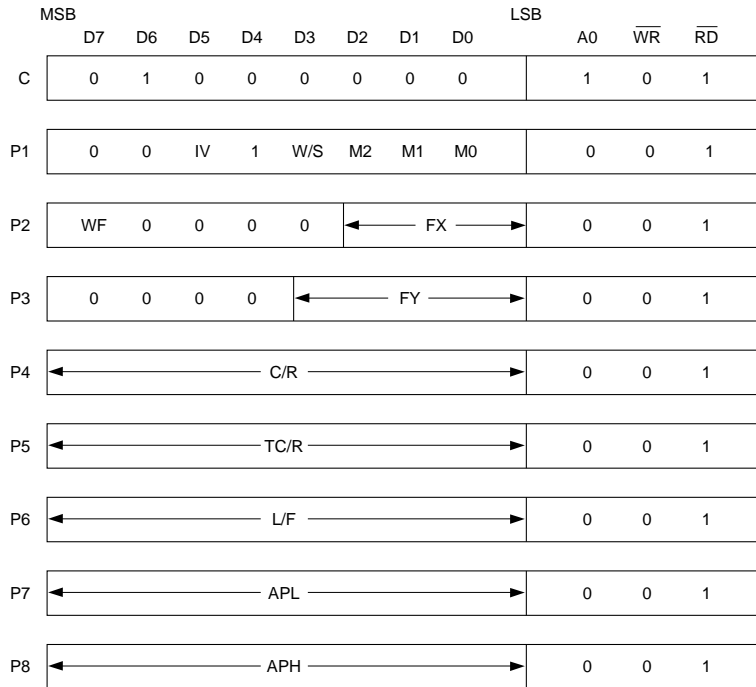 MSB LSB
D7 D6 D5 D4 D3 D2 D1 D0 A0 WR RD
C 0 1 0 0 0 0 0 0 1 0 1
P1 0 0 IV 1 W/S M2 M1 M0 0 0 1
P2 WF 0 0 0 0 FX 0 0 1
P3 0 0 0 0 FY 0 0 1
P4 C/R 0 0 1
P5 TC/R 0 0 1
P6 L/F 0 0 1
P7 APL 0 0 1
P8 APH 0 0 1